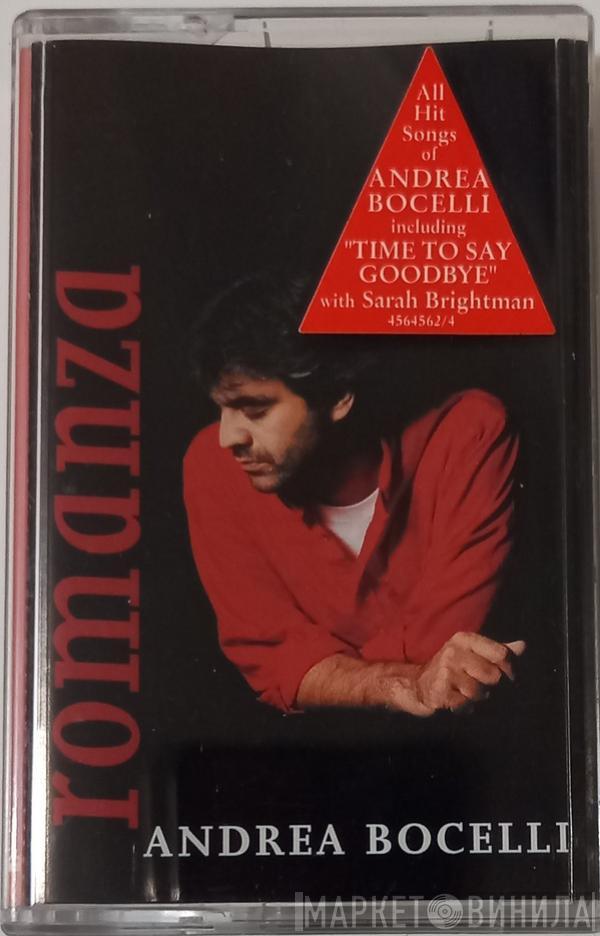 All
Hit
Songs
of
ANDREA
BOCELLI
including
"TIME TO SAY
GOODBYE"
with Sarah Brightman
4564562/4
romanza
ANDREA BOCELLI
МАРКЕТ ВИНИЛА